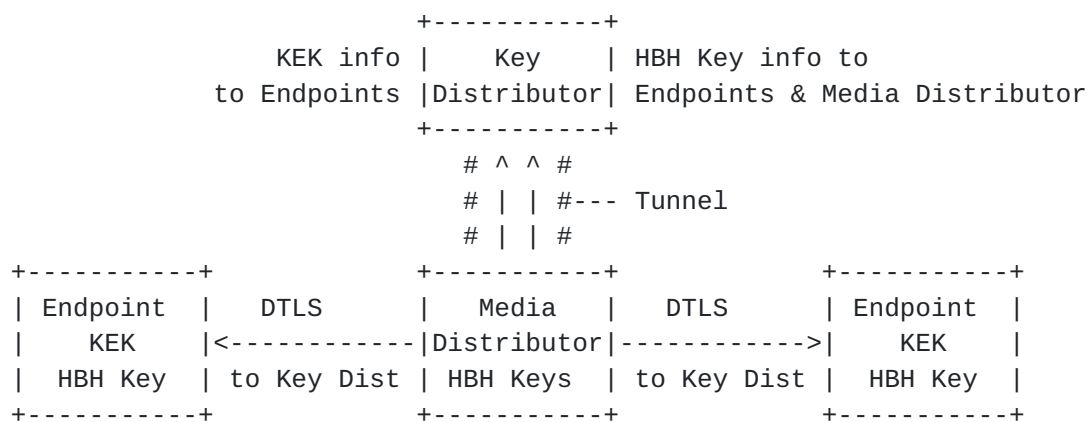 +-----------+
                KEK info |    Key    | HBH Key info to
            to Endpoints |Distributor| Endpoints & Media Distributor
                         +-----------+
                            # ^ ^ #
                            # | | #--- Tunnel
                            # | | #
+-----------+            +-----------+            +-----------+
| Endpoint  |   DTLS     |   Media   |   DTLS     | Endpoint  |
|    KEK    |<-----------|Distributor|----------->|    KEK    |
|  HBH Key  | to Key Dist | HBH Keys  | to Key Dist |  HBH Key  |
+-----------+            +-----------+            +-----------+